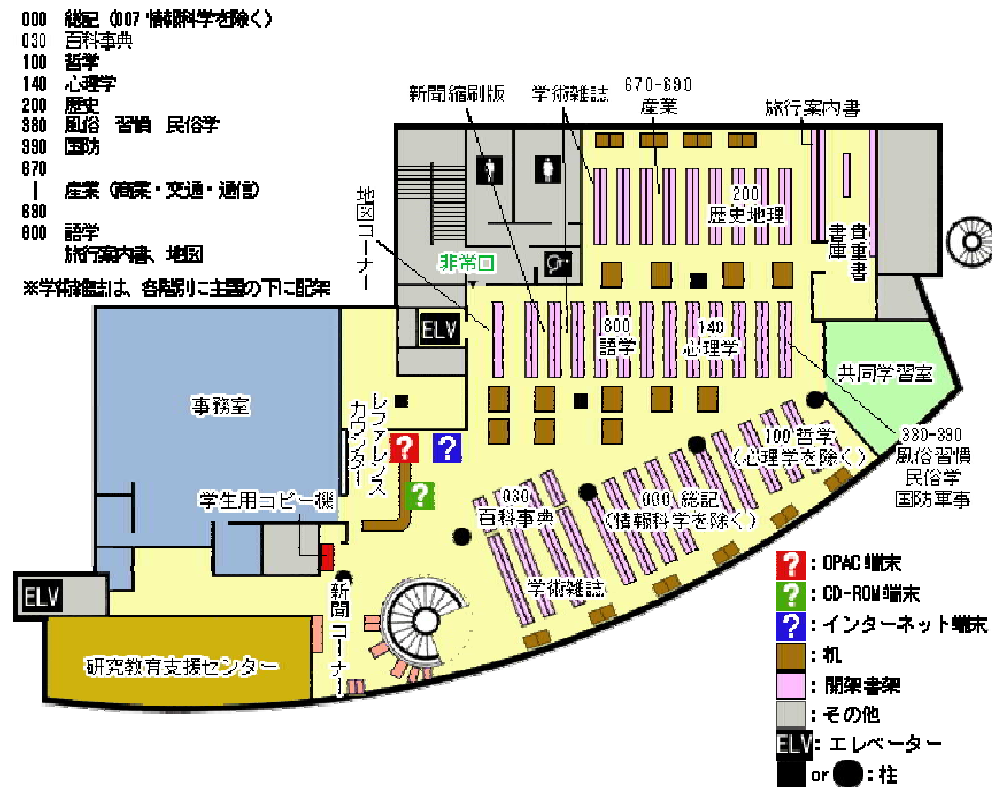 000 総記(007 情報科学を除く)
030 百科事典
100 哲学
140 心理学
200 歴史
380 風俗 習慣 民俗学
390 国防
670
| 産業(商業・交通・通信)
690
800 語学
旅行案内書、地図
※学術雑誌は、各階別に主題の下に配架
新聞縮刷版
学術雑誌
670-690
産業
旅行案内書
地図コーナー
200
歴史地理
貴重書
書庫
非常口
ELV
800
語学
140
心理学
共同学習室
事務室
レファレンス
カウンター
?
?
?
100 哲学
(心理学を除く)
380-390
風俗習慣
民俗学
国防軍事
学生用コピー機
030
百科事典
000 総記
(情報科学を除く)
学術雑誌
ELV
新聞コーナー
研究教育支援センター
? : OPAC端末
? : CD-ROM端末
? : インターネット端末
: 机
: 開架書架
: その他
ELV : エレベーター
or : 柱